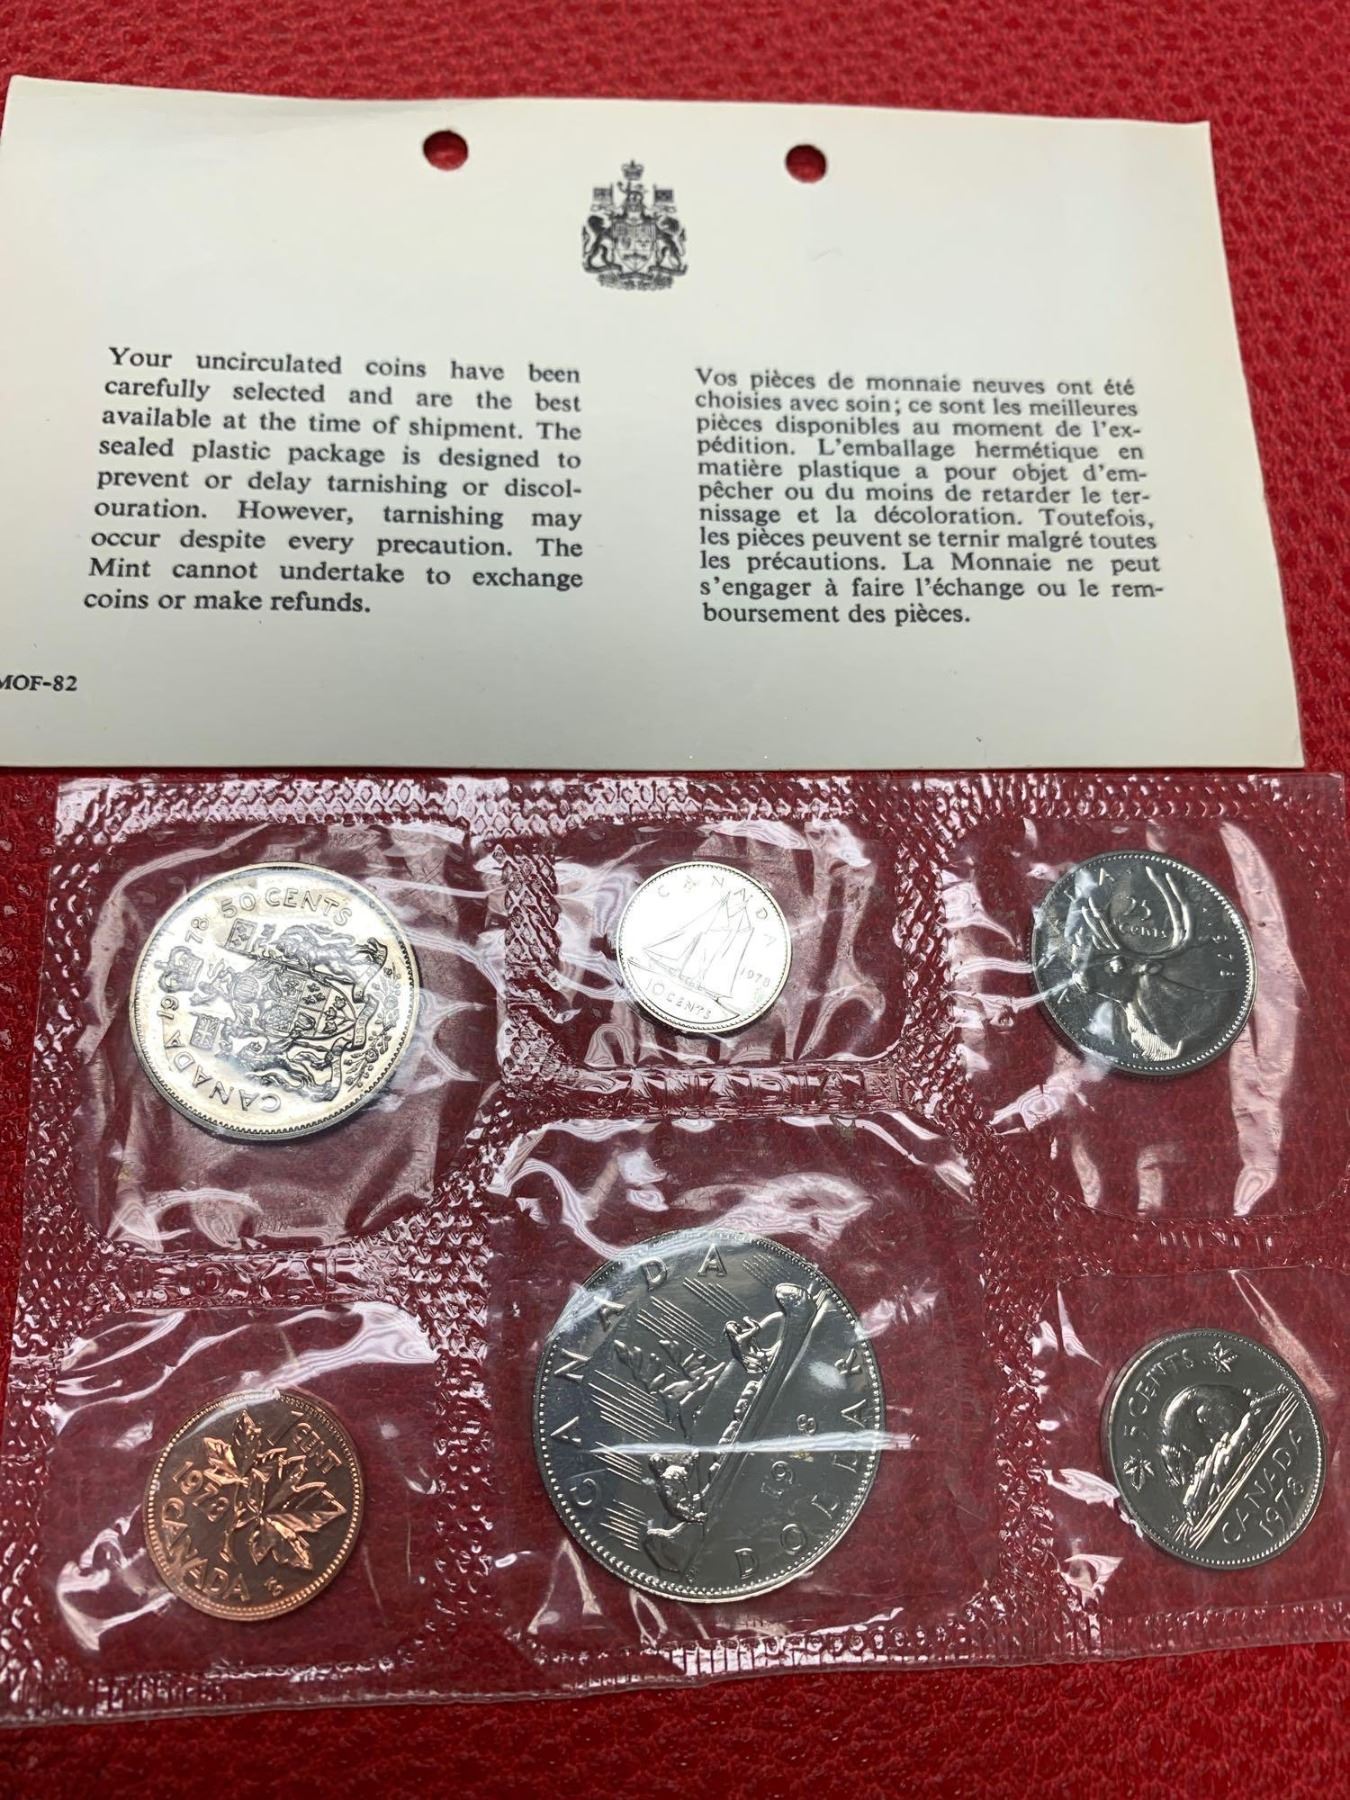 Your uncirculated coins have been
carefully selected and are the best
available at the time of shipment. The
sealed plastic package is designed to
prevent or delay tarnishing or discol-
ouration. However, tarnishing may
occur despite every precaution. The
Mint cannot undertake to exchange
coins or make refunds.
Vos pièces de monnaie neuves ont été
choisies avec soin; ce sont les meilleures
pièces disponibles au moment de l'ex-
pédition. L'emballage hermétique en
matière plastique a pour objet d'em-
pêcher ou du moins de retarder le ter-
nissage et la décoloration. Toutefois,
les pièces peuvent se ternir malgré toutes
les précautions. La Monnaie ne peut
s'engager à faire l'échange ou le rem-
boursement des pièces.
MOF-82
CANADA 1978 50 CENTS
CANADA
1978
10 CENTS
25
CENTS
1978
CANADIAN
ROYAL
MINT
1 CENT
1978
CANADA
CANADA
DOLLAR
5 CENTS
CANADA
1978